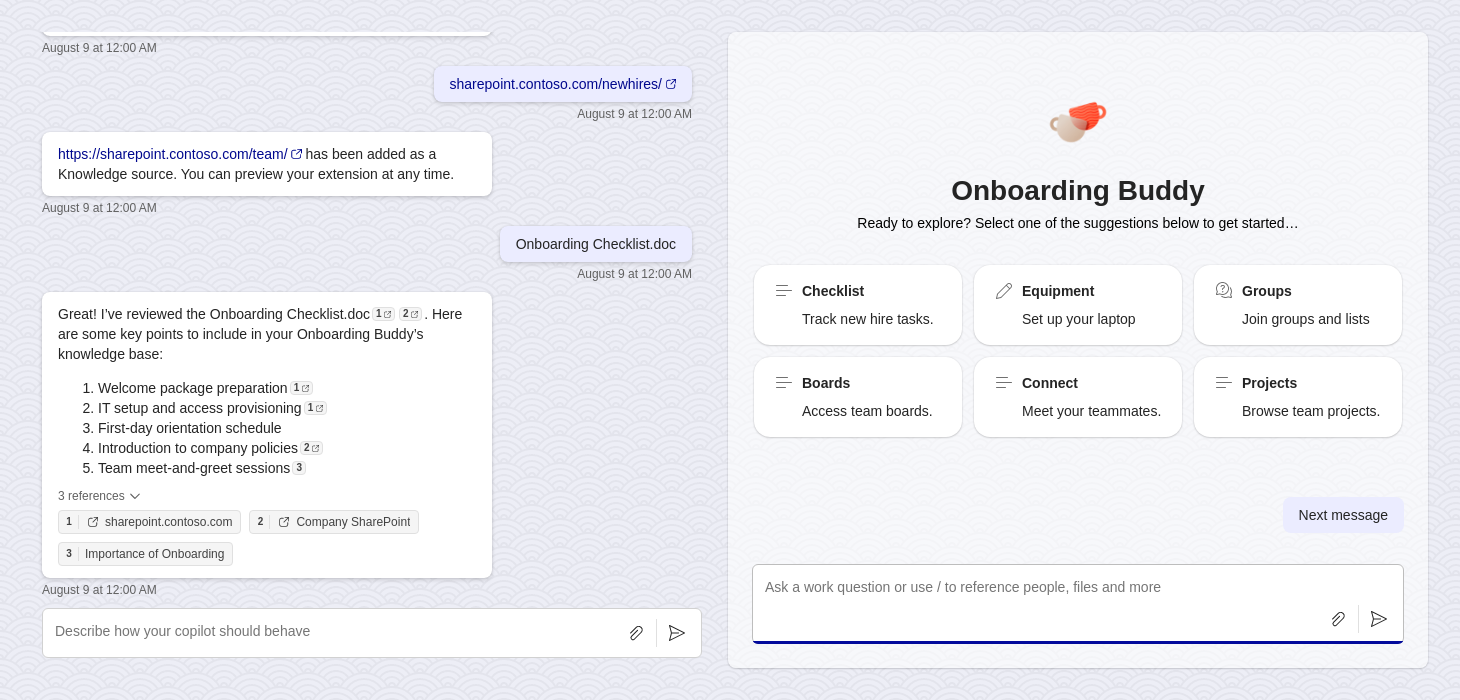 August 9 at 12:00 AM
sharepoint.contoso.com/newhires/
August 9 at 12:00 AM
https://sharepoint.contoso.com/team/ has been added as a
Knowledge source. You can preview your extension at any time.
August 9 at 12:00 AM
Onboarding Checklist.doc
August 9 at 12:00 AM
Great! I’ve reviewed the Onboarding Checklist.doc 1 2 . Here
are some key points to include in your Onboarding Buddy’s
knowledge base:
1. Welcome package preparation 1
2. IT setup and access provisioning 1
3. First-day orientation schedule
4. Introduction to company policies 2
5. Team meet-and-greet sessions 3
3 references
1 sharepoint.contoso.com 2 Company SharePoint
3 Importance of Onboarding
August 9 at 12:00 AM
Describe how your copilot should behave
Onboarding Buddy
Ready to explore? Select one of the suggestions below to get started…
Checklist
Track new hire tasks.
Equipment
Set up your laptop
Groups
Join groups and lists
Boards
Access team boards.
Connect
Meet your teammates.
Projects
Browse team projects.
Next message
Ask a work question or use / to reference people, files and more